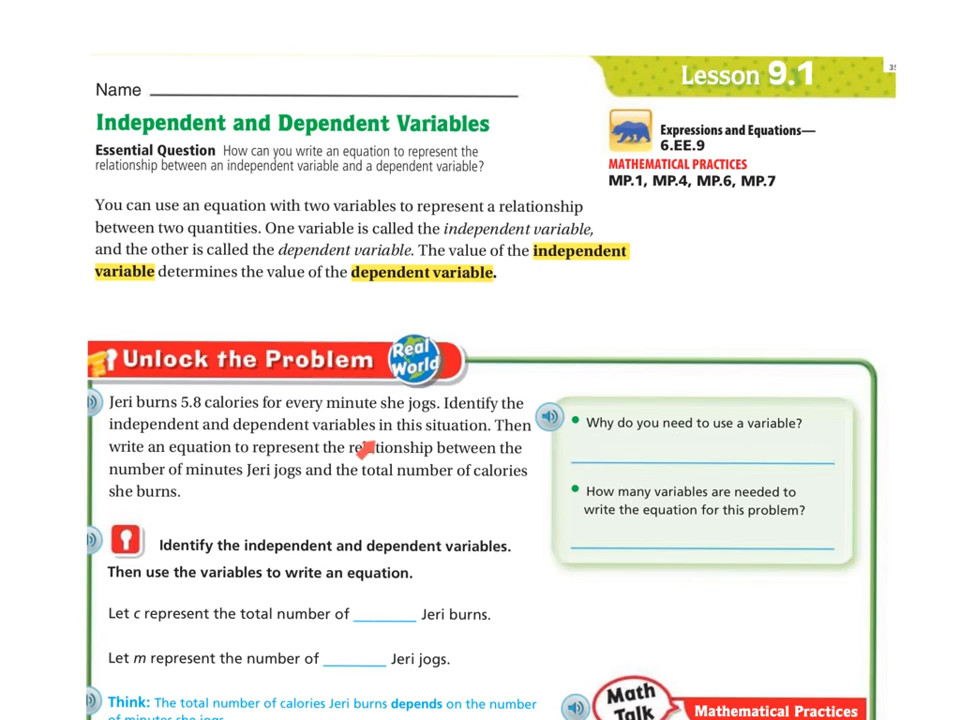 Lesson 9.1
Name
Independent and Dependent Variables
Essential Question How can you write an equation to represent the
relationship between an independent variable and a dependent variable?
Expressions and Equations—
6.EE.9
MATHEMATICAL PRACTICES
MP.1, MP.4, MP.6, MP.7
You can use an equation with two variables to represent a relationship
between two quantities. One variable is called the independent variable,
and the other is called the dependent variable. The value of the independent
variable determines the value of the dependent variable.
Unlock the Problem
Real
World
Jeri burns 5.8 calories for every minute she jogs. Identify the
independent and dependent variables in this situation. Then
write an equation to represent the relationship between the
number of minutes Jeri jogs and the total number of calories
she burns.
Why do you need to use a variable?
How many variables are needed to
write the equation for this problem?
Identify the independent and dependent variables.
Then use the variables to write an equation.
Let c represent the total number of ________ Jeri burns.
Let m represent the number of ________ Jeri jogs.
Think: The total number of calories Jeri burns depends on the number
of minutes she jogs.
Math
Talk
Mathematical Practices